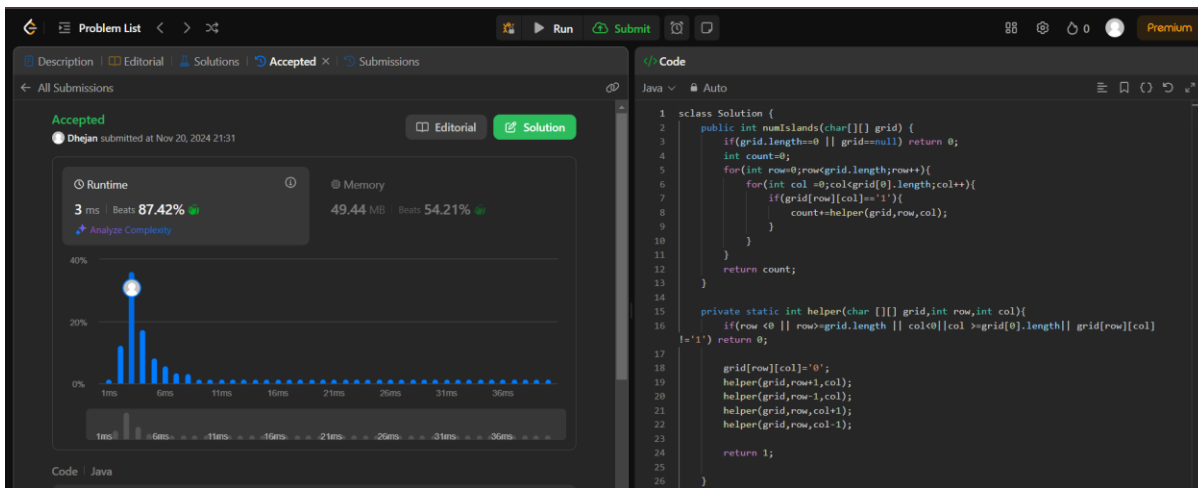 Problem List
Run
Submit
0
Premium
Description
Editorial
Solutions
Accepted
Submissions
All Submissions
Accepted
Dhejan submitted at Nov 20, 2024 21:31
Editorial
Solution
Runtime
3 ms Beats 87.42%
Analyze Complexity
Memory
49.44 MB Beats 54.21%
40%
20%
0%
1ms 6ms 11ms 16ms 21ms 26ms 31ms 36ms
1ms 6ms 11ms 16ms 21ms 26ms 31ms 36ms
Code | Java
</> Code
Java Auto
1 sclass Solution {
2 public int numIslands(char[][] grid) {
3 if(grid.length==0 || grid==null) return 0;
4 int count=0;
5 for(int row=0;row<grid.length;row++){
6 for(int col =0;col<grid[0].length;col++){
7 if(grid[row][col]=='1'){
8 count+=helper(grid,row,col);
9 }
10 }
11 }
12 return count;
13 }
14
15 private static int helper(char [][] grid,int row,int col){
16 if(row <0 || row>=grid.length || col<0||col >=grid[0].length|| grid[row][col]
!='1') return 0;
17
18 grid[row][col]='0';
19 helper(grid,row+1,col);
20 helper(grid,row-1,col);
21 helper(grid,row,col+1);
22 helper(grid,row,col-1);
23
24 return 1;
25
26 }